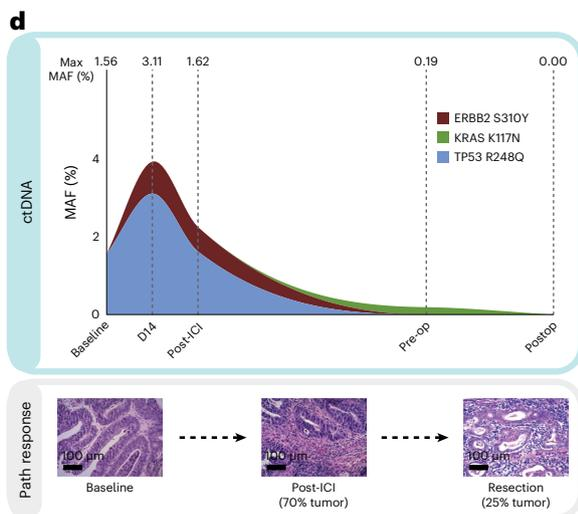 d
Max 1.56 3.11 1.62 0.19 0.00
MAF (%)
ERBB2 S310Y
KRAS K117N
TP53 R248Q
ctDNA
MAF (%)
4
2
0
Baseline
D14
Post-ICI
Pre-op
Postop
Path response
100 μm
100 μm
100 μm
Baseline
Post-ICI
(70% tumor)
Resection
(25% tumor)